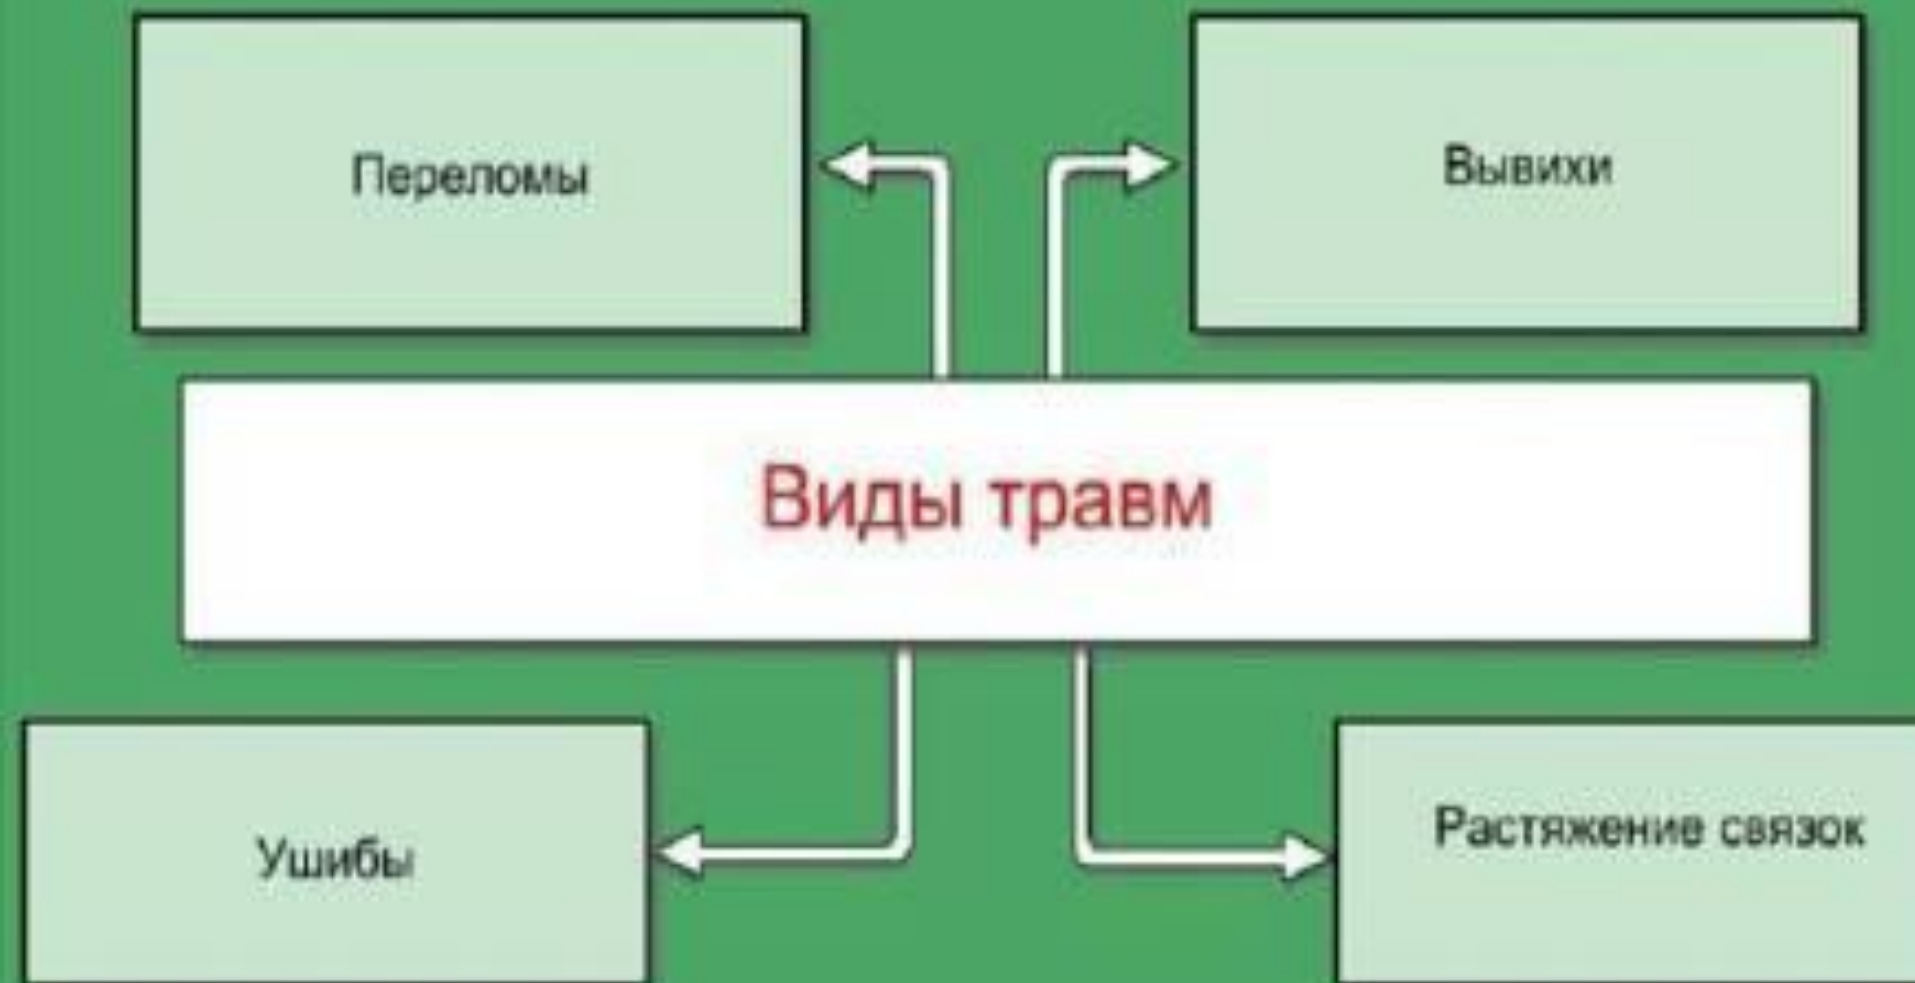 Переломы
Вывихи
Виды травм
Ушибы
Растяжение связок